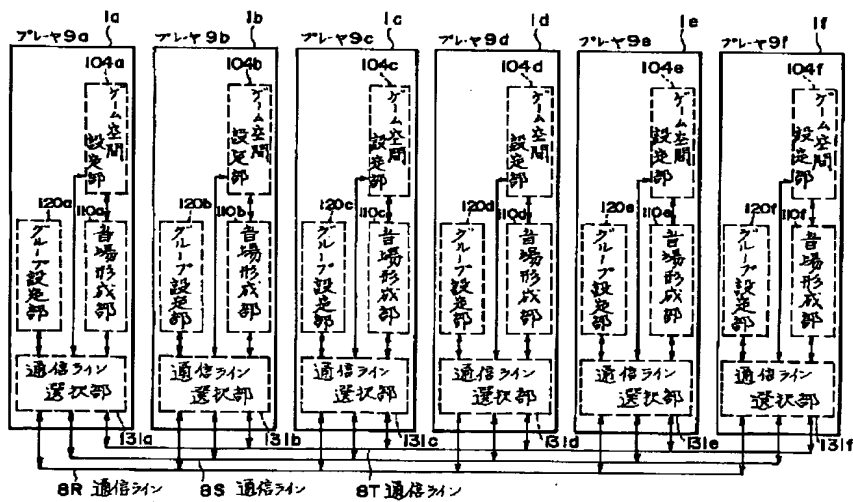 1a 1b 1c 1d 1e 1f
プレーヤ9a プレーヤ9b プレーヤ9c プレーヤ9d プレーヤ9e プレーヤ9f
104a 104b 104c 104d 104e 104f
ゲーム空間設定部 ゲーム空間設定部 ゲーム空間設定部 ゲーム空間設定部 ゲーム空間設定部 ゲーム空間設定部
120a 110a 120b 110b 120c 110c 120d 110d 120e 110e 120f 110f
グループ設定部 音場形成部 グループ設定部 音場形成部 グループ設定部 音場形成部 グループ設定部 音場形成部 グループ設定部 音場形成部 グループ設定部 音場形成部
通信ライン 通信ライン 通信ライン 通信ライン 通信ライン 通信ライン
選択部 選択部 選択部 選択部 選択部 選択部
131a 131b 131c 131d 131e 131f
8R 通信ライン 8S 通信ライン 8T 通信ライン